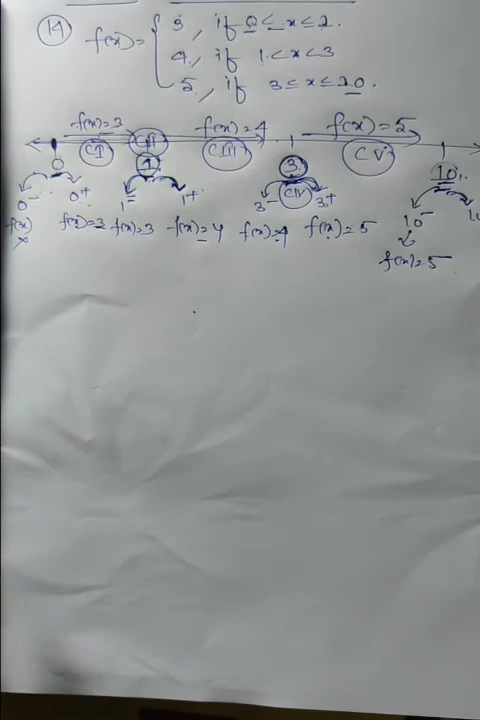 14 f(x) = { 3, if 0 ≤ x ≤ 1.
4, if 1 < x < 3
5, if 3 ≤ x ≤ 10.
f(x)=3 f(x)=4 f(x)=5
CI CII CIII CV
0 1 3 10
0- 0+ 1- 1+ 3- CIV 3+ 10-
f(x) f(x)=3 f(x)=3 f(x)=4 f(x)=4 f(x)=5
x f(x)=5